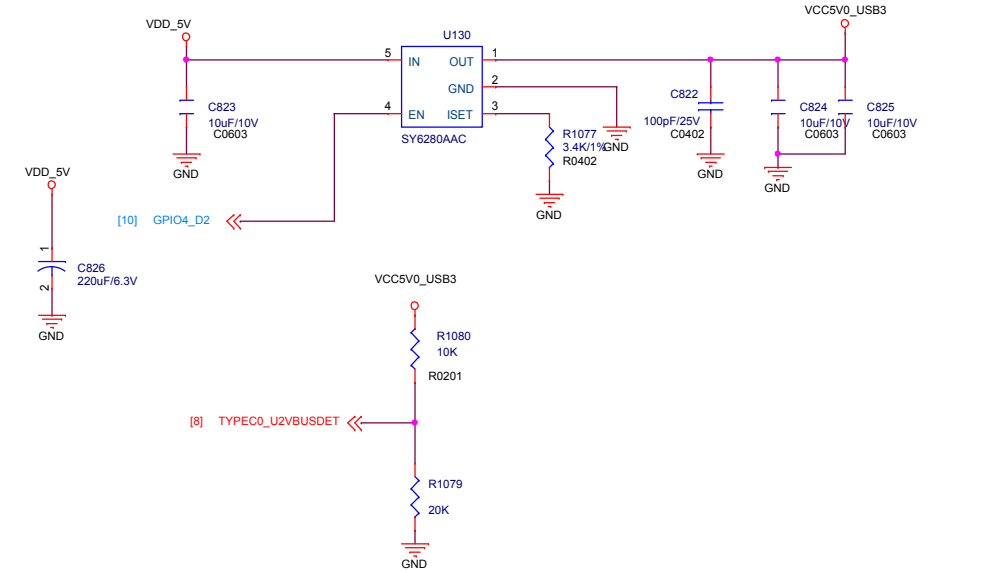 VCC5V0_USB3
VDD_5V
U130
5 IN OUT 1
GND 2
4 EN ISET 3
SY6280AAC
C823
10uF/10V
C0603
GND
R1077
3.4K/1%
R0402
GND
GND
C822
100pF/25V
C0402
GND
C824
10uF/10V
C0603
GND
C825
10uF/10V
C0603
VDD_5V
[10] GPIO4_D2
1
C826
220uF/6.3V
2
GND
VCC5V0_USB3
R1080
10K
R0201
[8] TYPEC0_U2VBUSDET
R1079
20K
GND